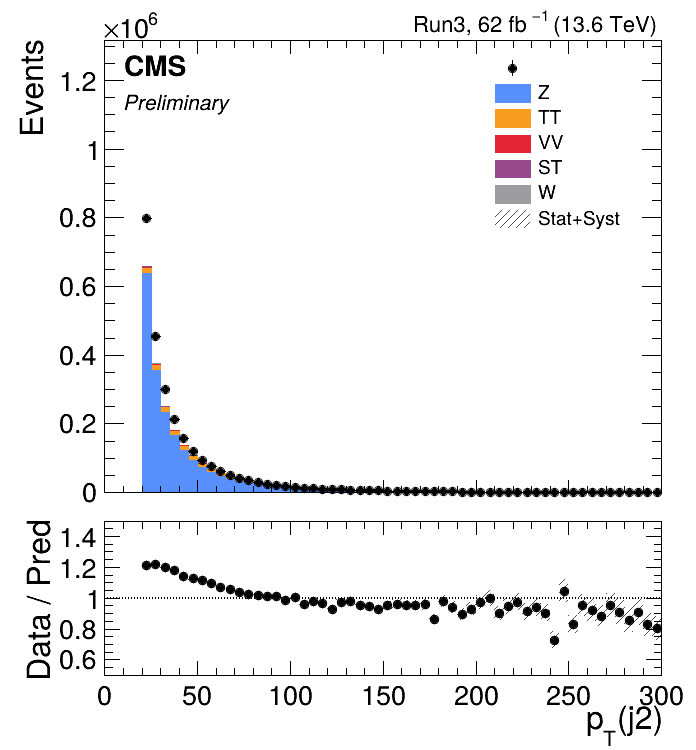 ×10⁶
Run3, 62 fb ⁻¹ (13.6 TeV)
Events
CMS
Preliminary
Z
TT
VV
ST
W
Stat+Syst
1.2
1
0.8
0.6
0.4
0.2
0
Data / Pred
1.4
1.2
1
0.8
0.6
0 50 100 150 200 250 300
p_T(j2)